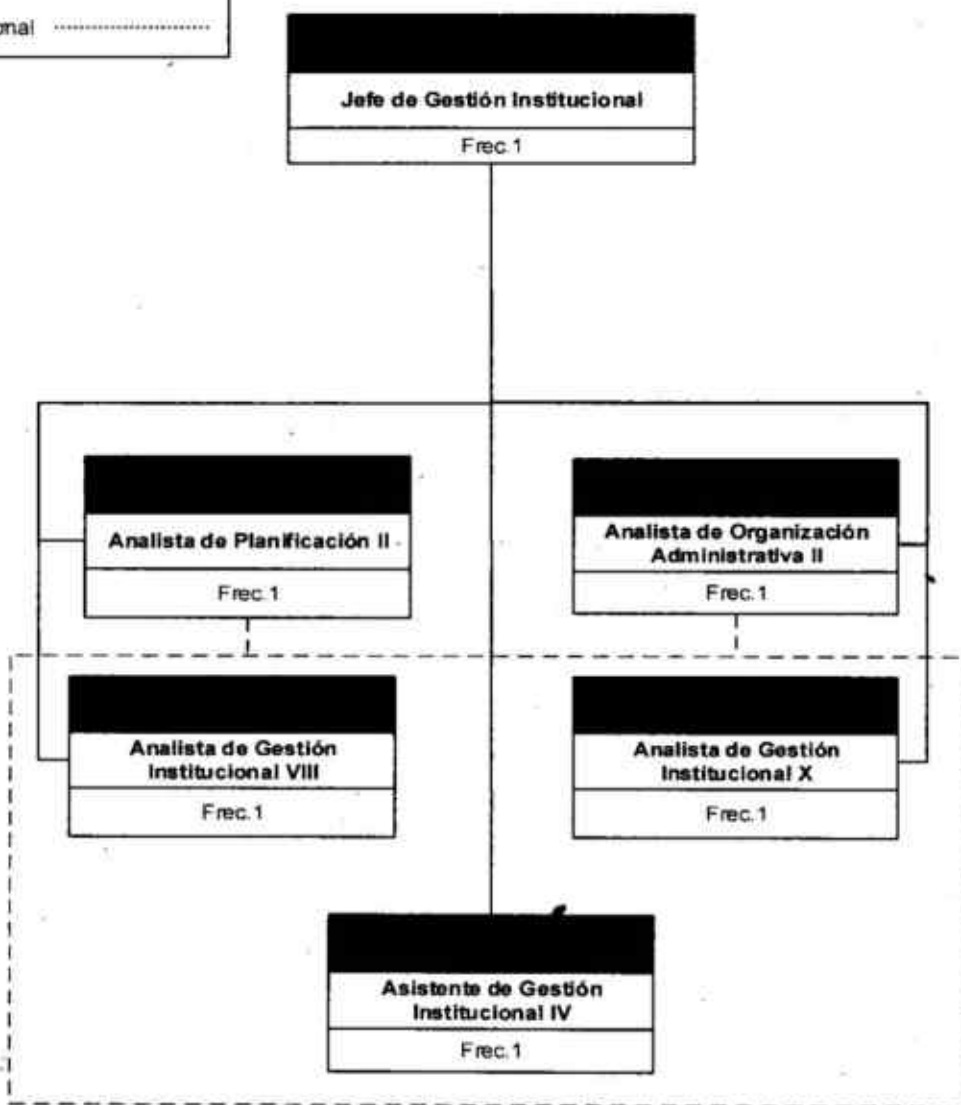 Jefe de Gestión Institucional
Frec.1
Analista de Planificación II
Frec.1
Analista de Organización
Administrativa II
Frec.1
Analista de Gestión
Institucional VIII
Frec.1
Analista de Gestión
Institucional X
Frec.1
Asistente de Gestión
Institucional IV
Frec.1